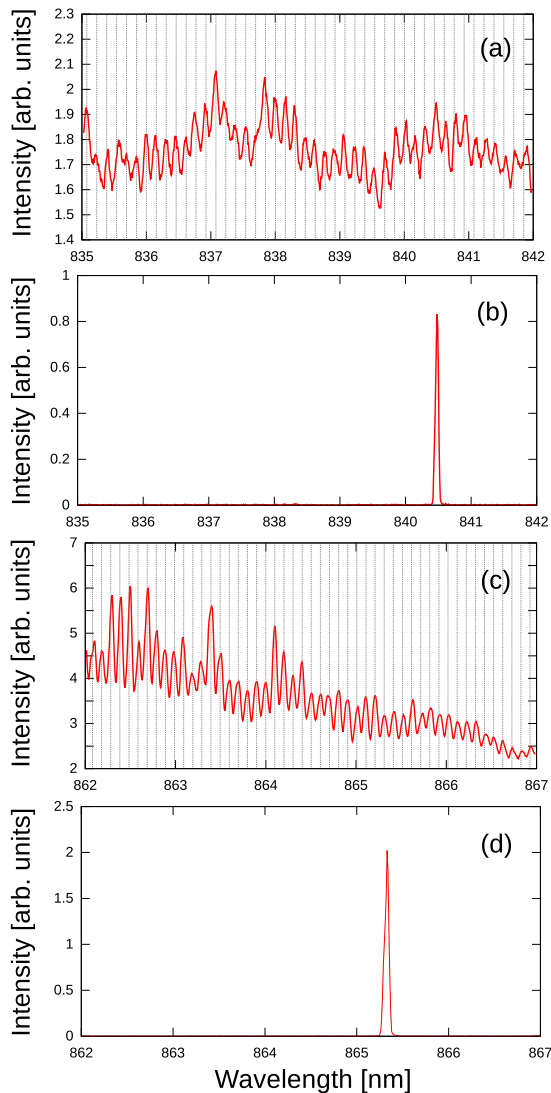 Intensity [arb. units]
2.3
2.2
2.1
2
1.9
1.8
1.7
1.6
1.5
1.4
(a)
835 836 837 838 839 840 841 842
Intensity [arb. units]
1
0.8
0.6
0.4
0.2
0
(b)
835 836 837 838 839 840 841 842
Intensity [arb. units]
7
6
5
4
3
2
(c)
862 863 864 865 866 867
Intensity [arb. units]
2.5
2
1.5
1
0.5
0
(d)
862 863 864 865 866 867
Wavelength [nm]